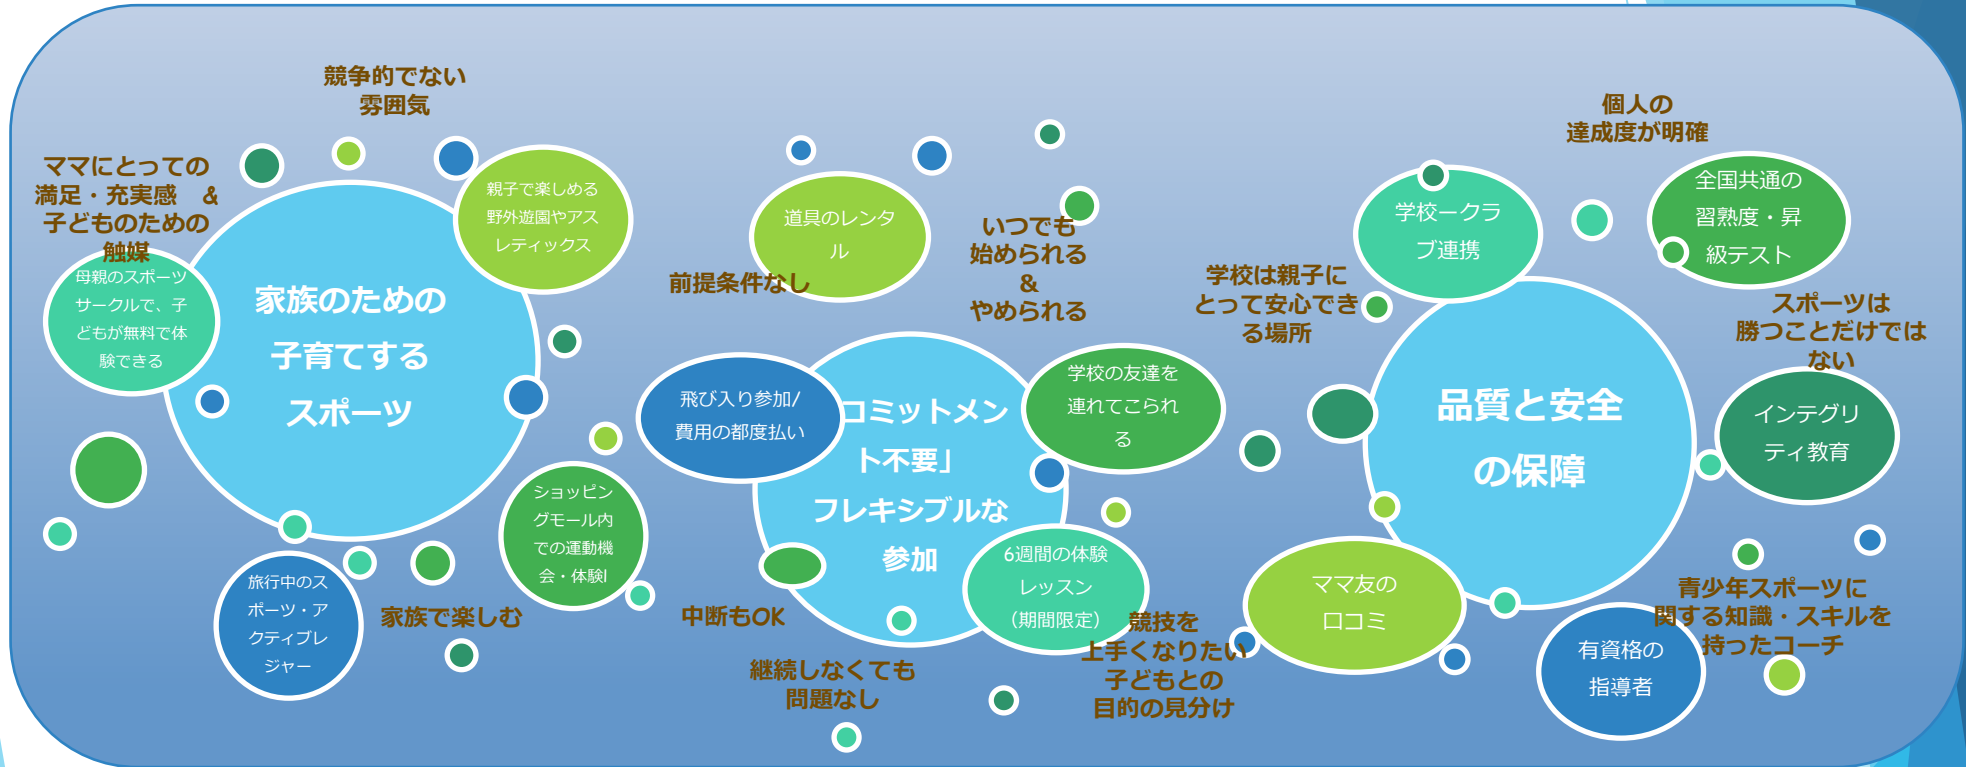 競争的でない
雰囲気
ママにとっての
満足・充実感 &
子どものための
触媒
母親のスポーツ
サークルで、子
どもが無料で体
験できる
親子で楽しめる
野外遊園やアス
レティックス
家族のための
子育てする
スポーツ
ショッピン
グモール内
での運動機
会・体験|
旅行中のス
ポーツ・ア
クティブレ
ジャー
家族で楽しむ
道具のレンタ
ル
前提条件なし
いつでも
始められる
&
やめられる
飛び入り参加/
費用の都度払い
コミットメン
ト不要」
フレキシブルな
参加
学校の友達を
連れてこられ
る
6週間の体験
レッスン
（期間限定）
中断もOK
継続しなくても
問題なし
競技を
上手くなりたい
子どもとの
目的の見分け
学校は親子に
とって安心でき
る場所
学校ークラ
ブ連携
個人の
達成度が明確
全国共通の
習熟度・昇
級テスト
スポーツは
勝つことだけでは
ない
インテグリ
ティ教育
品質と安全
の保障
ママ友の
口コミ
有資格の
指導者
青少年スポーツに
関する知識・スキルを
持ったコーチ